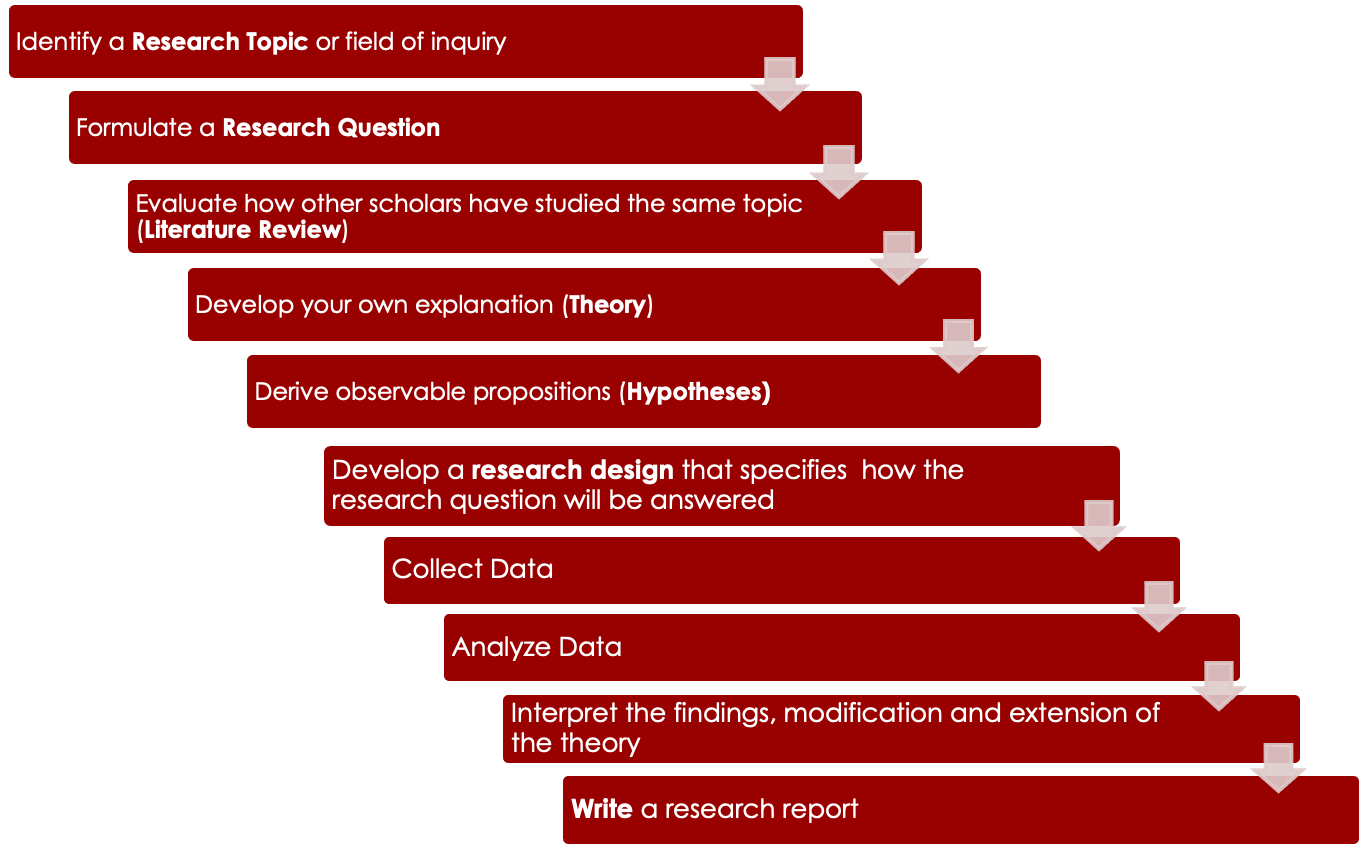 Identify a Research Topic or field of inquiry
Formulate a Research Question
Evaluate how other scholars have studied the same topic
(Literature Review)
Develop your own explanation (Theory)
Derive observable propositions (Hypotheses)
Develop a research design that specifies  how the
research question will be answered
Collect Data
Analyze Data
Interpret the findings, modification and extension of
the theory
Write a research report